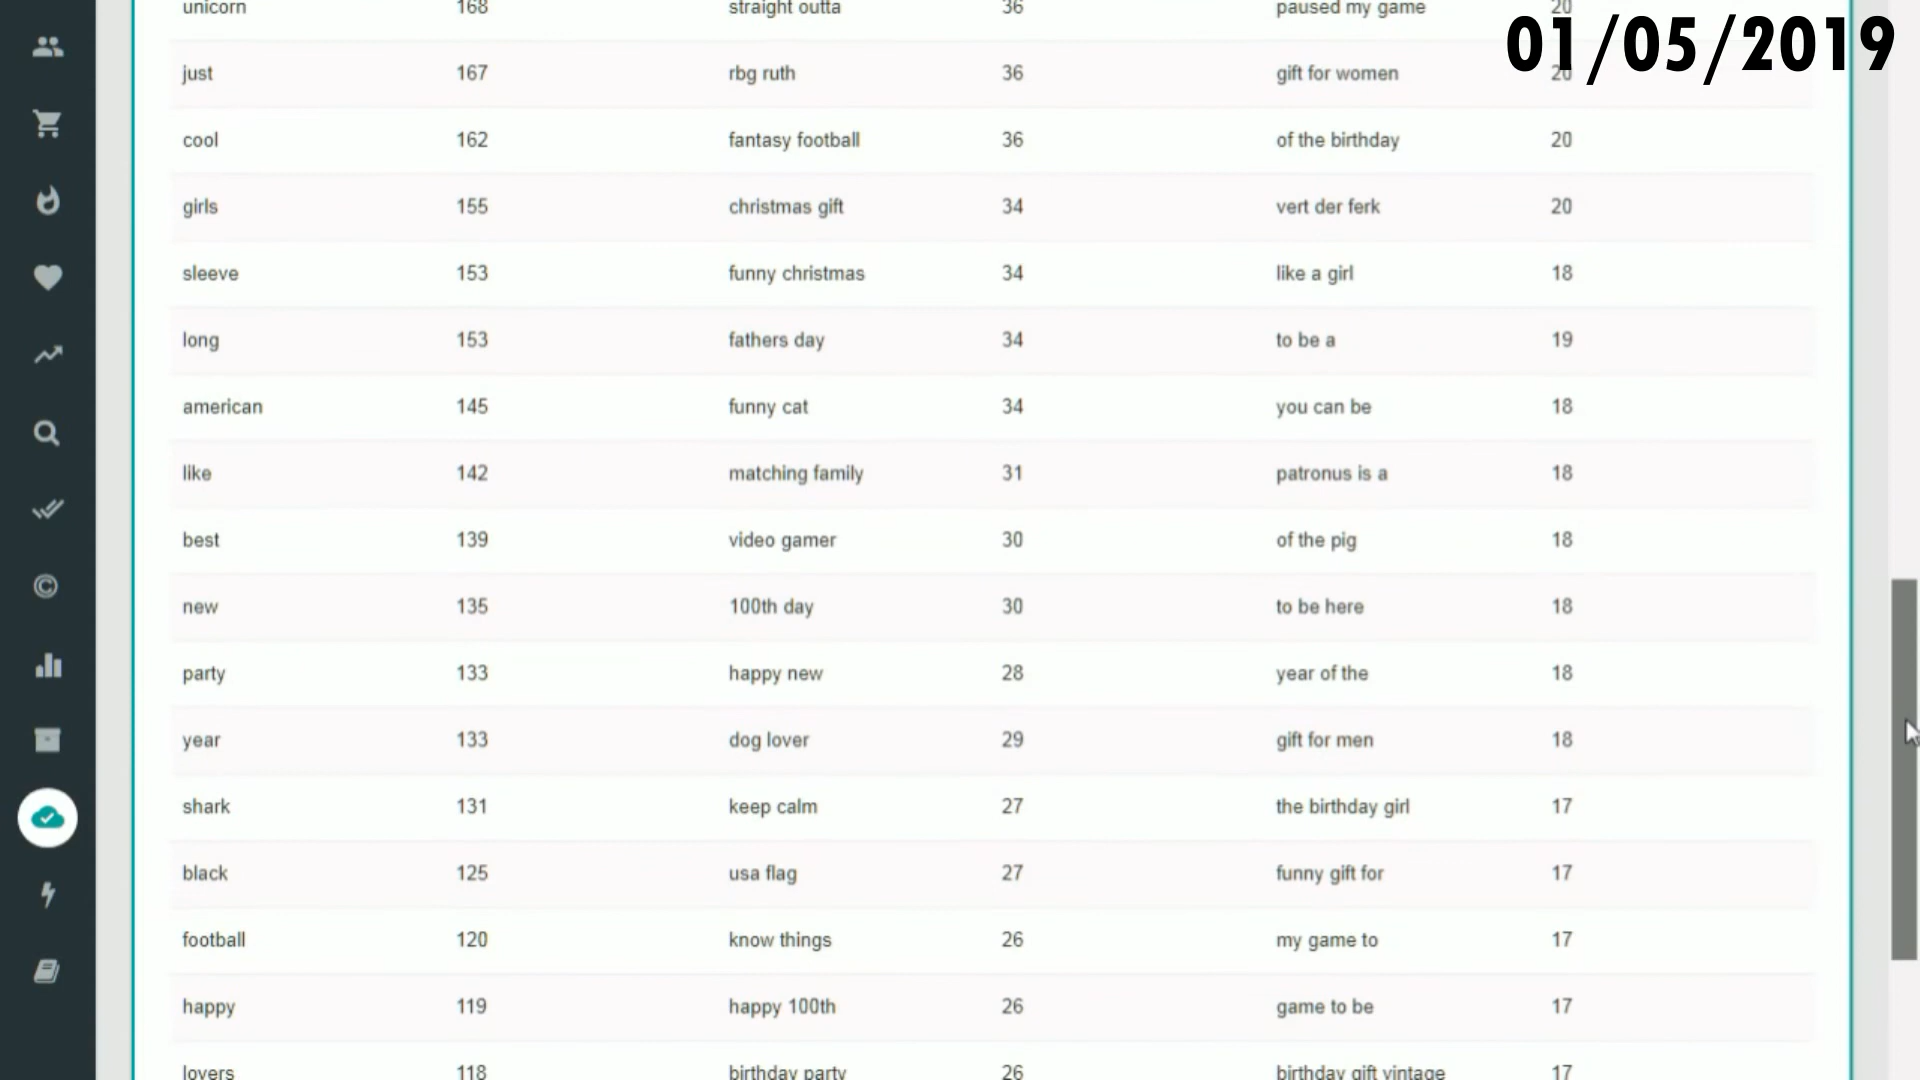 01/05/2019
unicorn 168 straight outta 36 paused my game 20
just 167 rbg ruth 36 gift for women 20
cool 162 fantasy football 36 of the birthday 20
girls 155 christmas gift 34 vert der ferk 20
sleeve 153 funny christmas 34 like a girl 18
long 153 fathers day 34 to be a 19
american 145 funny cat 34 you can be 18
like 142 matching family 31 patronus is a 18
best 139 video gamer 30 of the pig 18
new 135 100th day 30 to be here 18
party 133 happy new 28 year of the 18
year 133 dog lover 29 gift for men 18
shark 131 keep calm 27 the birthday girl 17
black 125 usa flag 27 funny gift for 17
football 120 know things 26 my game to 17
happy 119 happy 100th 26 game to be 17
lovers 118 birthday party 26 birthday gift vintage 17